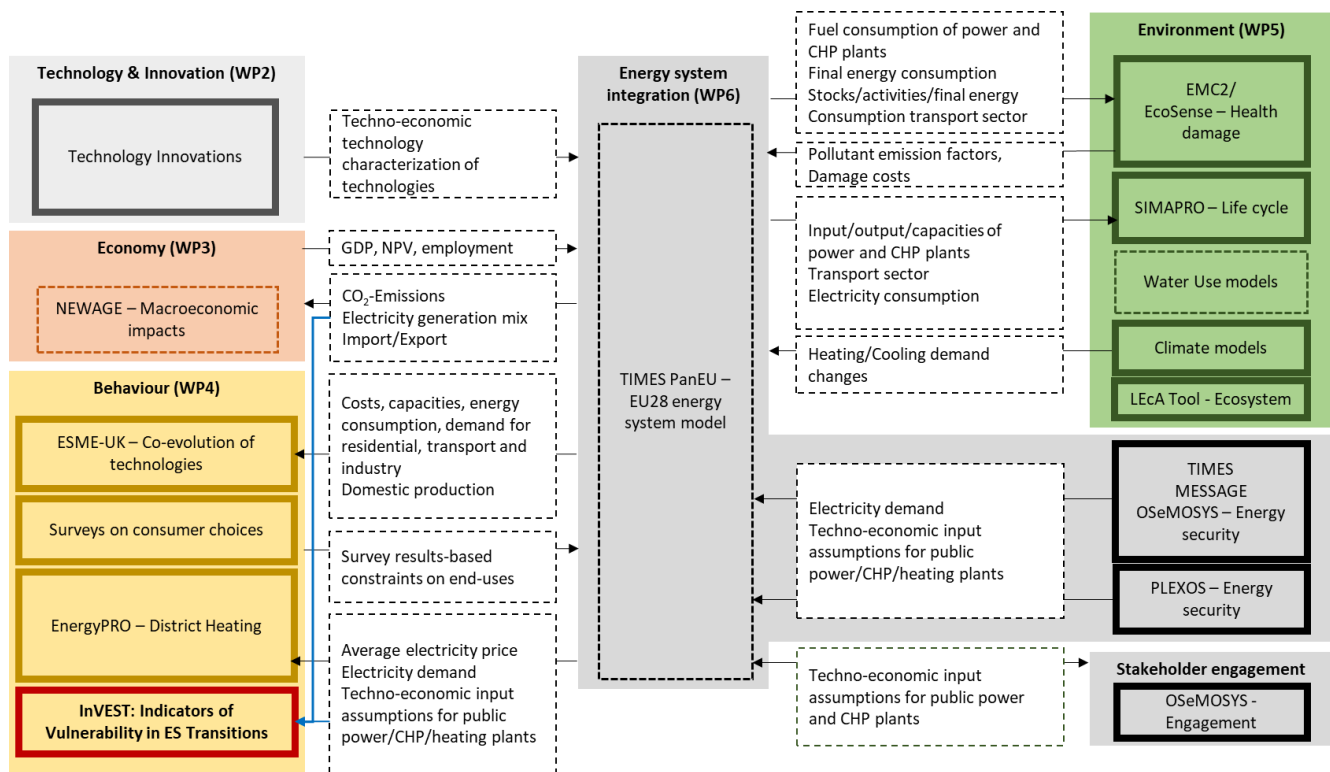 Technology & Innovation (WP2)
Technology Innovations
Techno-economic
technology
characterization of
technologies
Economy (WP3)
NEWAGE – Macroeconomic
impacts
GDP, NPV, employment
CO₂-Emissions
Electricity generation mix
Import/Export
Behaviour (WP4)
ESME-UK – Co-evolution of
technologies
Surveys on consumer choices
EnergyPRO – District Heating
InVEST: Indicators of
Vulnerability in ES Transitions
Costs, capacities, energy
consumption, demand for
residential, transport and
industry
Domestic production
Survey results-based
constraints on end-uses
Average electricity price
Electricity demand
Techno-economic input
assumptions for public
power/CHP/heating plants
Energy system
integration (WP6)
TIMES PanEU –
EU28 energy
system model
Fuel consumption of power and
CHP plants
Final energy consumption
Stocks/activities/final energy
Consumption transport sector
Pollutant emission factors,
Damage costs
Input/output/capacities of
power and CHP plants
Transport sector
Electricity consumption
Heating/Cooling demand
changes
Electricity demand
Techno-economic input
assumptions for public
power/CHP/heating plants
Techno-economic input
assumptions for public power
and CHP plants
Environment (WP5)
EMC2/
EcoSense – Health
damage
SIMAPRO – Life cycle
Water Use models
Climate models
LEcA Tool - Ecosystem
TIMES
MESSAGE
OSeMOSYS – Energy
security
PLEXOS – Energy
security
Stakeholder engagement
OSeMOSYS -
Engagement